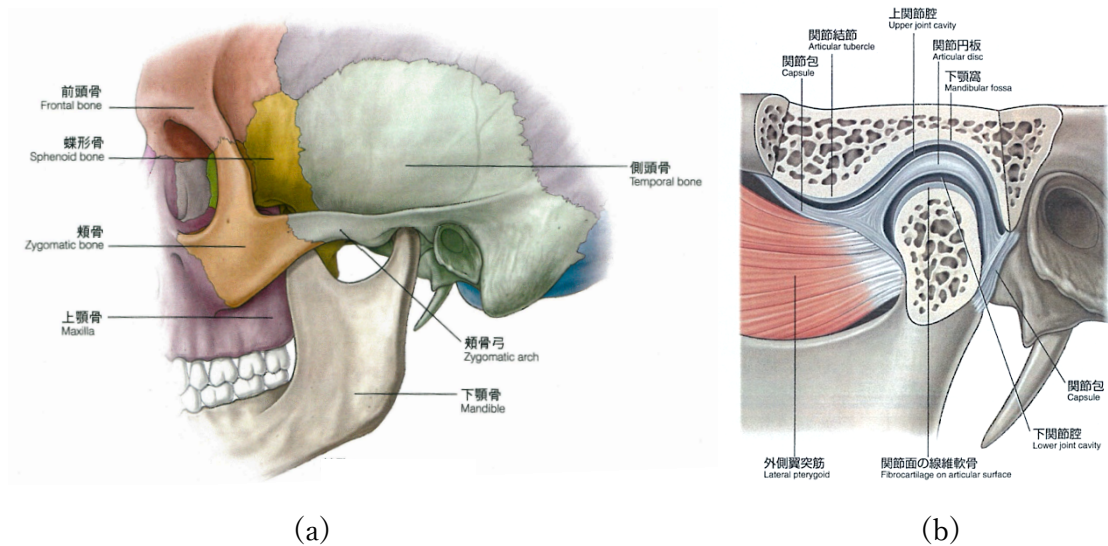 前頭骨
Frontal bone
蝶形骨
Sphenoid bone
頬骨
Zygomatic bone
上顎骨
Maxilla
側頭骨
Temporal bone
頬骨弓
Zygomatic arch
下顎骨
Mandible
(a)
上関節腔
Upper joint cavity
関節結節
Articular tubercle
関節円板
Articular disc
関節包
Capsule
下顎窩
Mandibular fossa
関節包
Capsule
下関節腔
Lower joint cavity
外側翼突筋
Lateral pterygoid
関節面の線維軟骨
Fibrocartilage on articular surface
(b)